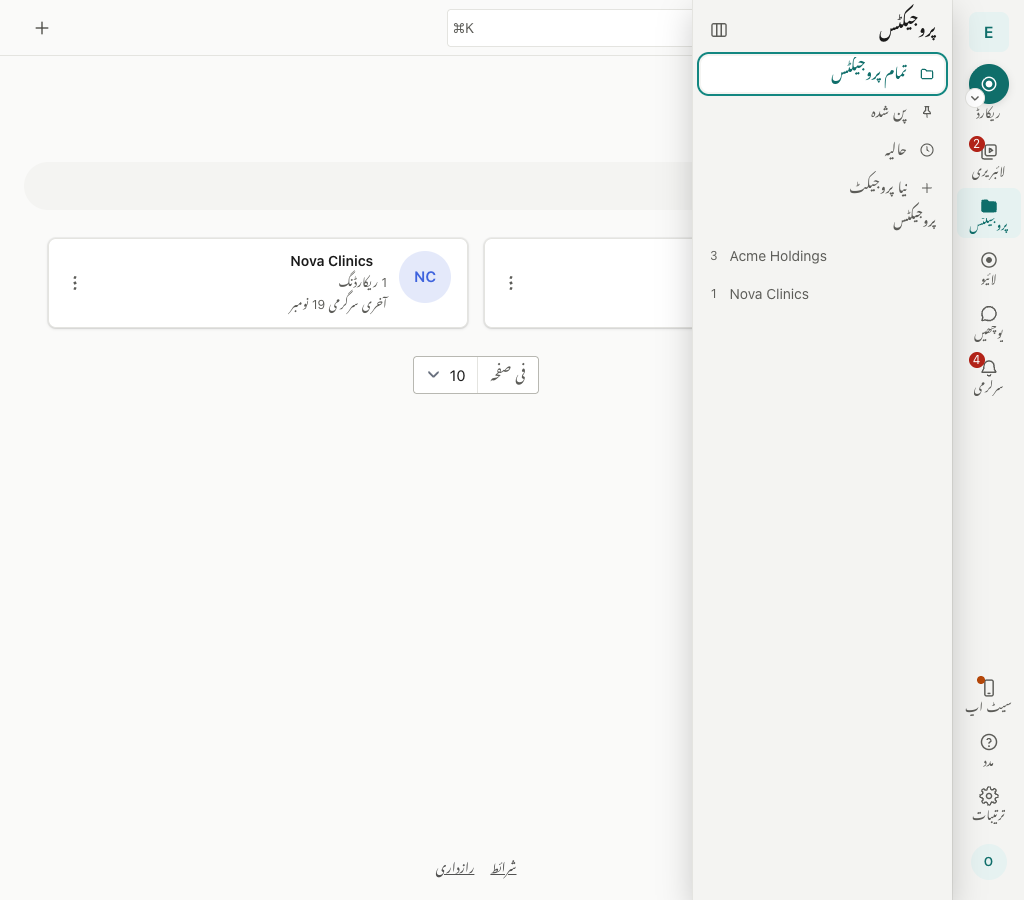 E
ریکارڈ
2
لائبریری
پروجیکٹس
لائیو
پوچھیں
4
سرگرمی
سیٹ اپ
مدد
ترتیبات
O
پروجیکٹس
تمام پروجیکٹس
پن شدہ
حالیہ
نیا پروجیکٹ
پروجیکٹس
Acme Holdings 3
Nova Clinics 1
⌘K
NC
Nova Clinics
1 ریکارڈنگ
آخری سرگرمی 19 نومبر
فی صفحہ 10
شرائط رازداری